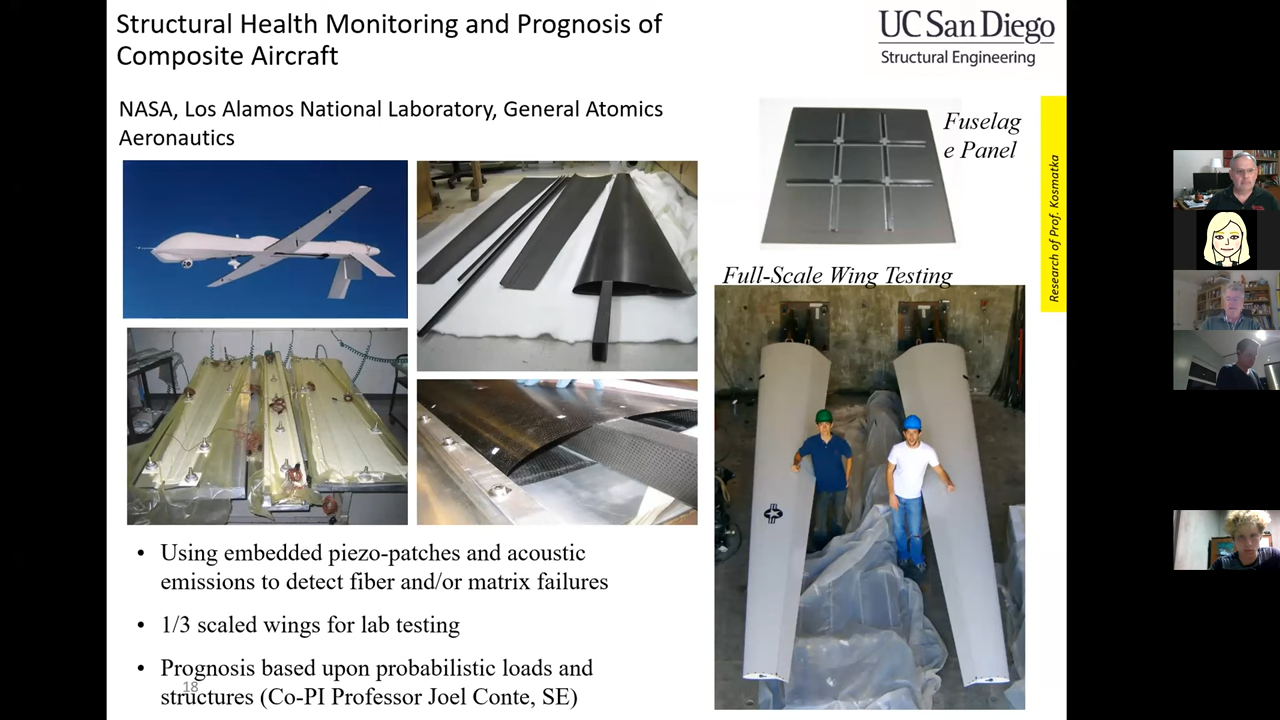 Structural Health Monitoring and Prognosis of
Composite Aircraft
UC San Diego
Structural Engineering
NASA, Los Alamos National Laboratory, General Atomics
Aeronautics
Fuselag
e Panel
Research of Prof. Kosmatka
Full-Scale Wing Testing
• Using embedded piezo-patches and acoustic
emissions to detect fiber and/or matrix failures
• 1/3 scaled wings for lab testing
• Prognosis based upon probabilistic loads and
structures (Co-PI Professor Joel Conte, SE)
18